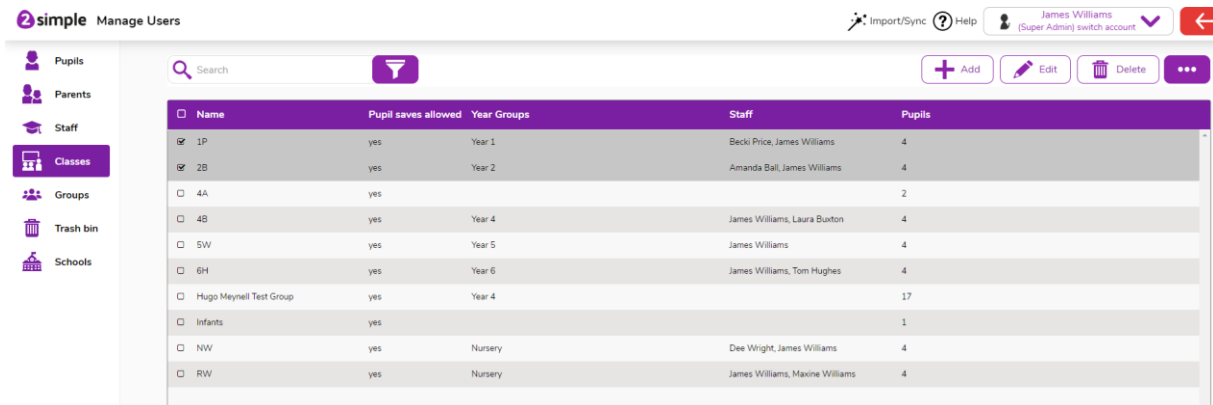 2simple Manage Users
Import/Sync ? Help
James Williams
(Super Admin) switch account
Pupils
Parents
Staff
Classes
Groups
Trash bin
Schools
Search
Add Edit Delete
Name Pupil saves allowed Year Groups Staff Pupils
1P yes Year 1 Becki Price, James Williams 4
2B yes Year 2 Amanda Ball, James Williams 4
4A yes 2
4B yes Year 4 James Williams, Laura Buxton 4
5W yes Year 5 James Williams 4
6H yes Year 6 James Williams, Tom Hughes 4
Hugo Meynell Test Group yes Year 4 17
Infants yes 1
NW yes Nursery Dee Wright, James Williams 4
RW yes Nursery James Williams, Maxine Williams 4